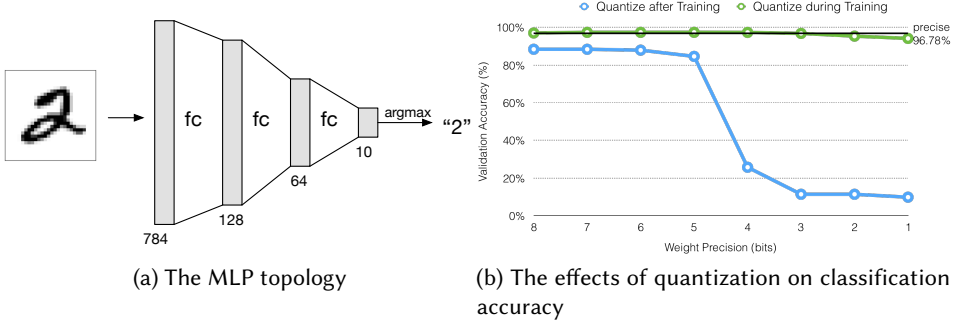 fc
fc
fc
argmax
“2”
784
128
64
10
(a) The MLP topology
Quantize after Training
Quantize during Training
precise
96.78%
Validation Accuracy (%)
100%
80%
60%
40%
20%
0%
8 7 6 5 4 3 2 1
Weight Precision (bits)
(b) The effects of quantization on classification
accuracy